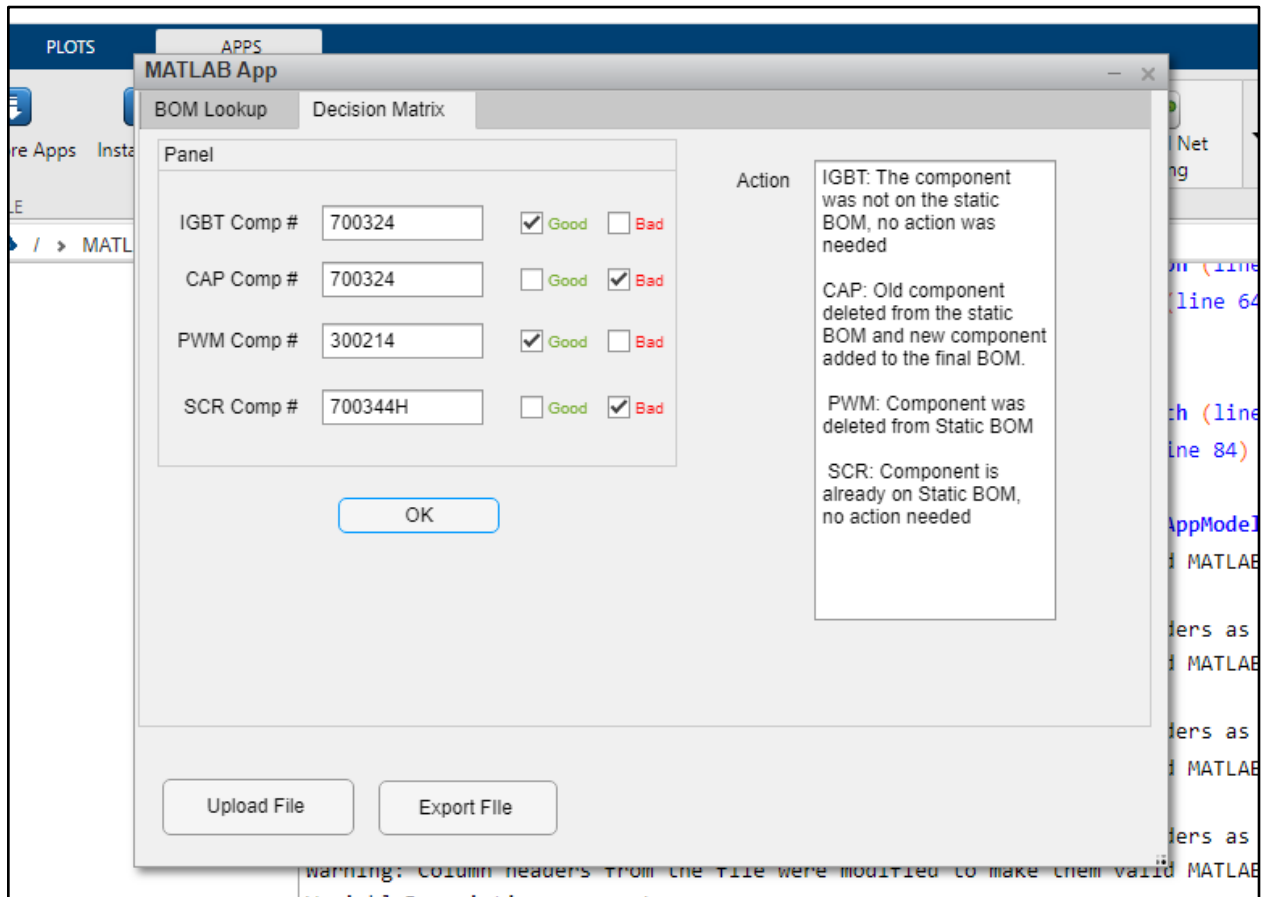 PLOTS APPS
MATLAB App
BOM Lookup Decision Matrix
re Apps Insta
Net
Panel
Action
IGBT Comp # 700324 Good Bad
CAP Comp # 700324 Good Bad
PWM Comp # 300214 Good Bad
SCR Comp # 700344H Good Bad
OK
IGBT: The component
was not on the static
BOM, no action was
needed
CAP: Old component
deleted from the static
BOM and new component
added to the final BOM.
PWM: Component was
deleted from Static BOM
SCR: Component is
already on Static BOM,
no action needed
/ > MATL
(line 64
th (line
ine 84)
AppModel
d MATLAB
ders as
d MATLAB
ders as
d MATLAB
ders as
Upload File Export FIle
Warning: Column headers from the file were modified to make them valid MATLAB